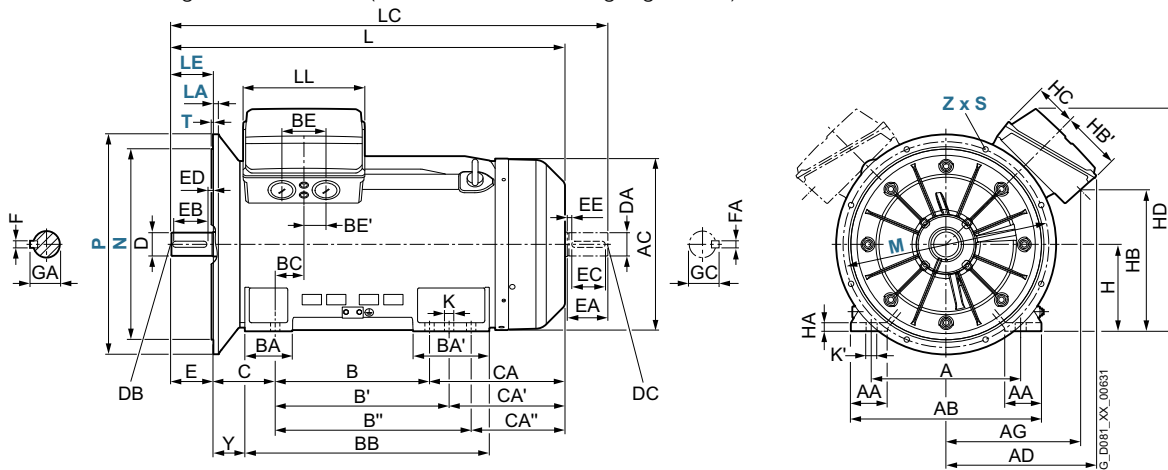 LC
L
LE
LL
LA
T
BE
ED
EB
F
GA
P
N
D
BE'
BC
K
BA
BA'
AC
EE
DA
EC
EA
FA
GC
DB
E
C
B
CA
DC
B'
CA'
B''
CA''
Y
BB
Z x S
HC
HB'
M
HD
HB
H
HA
K'
A
AA
AA
AB
AG
AD
G_D081_XX_00631